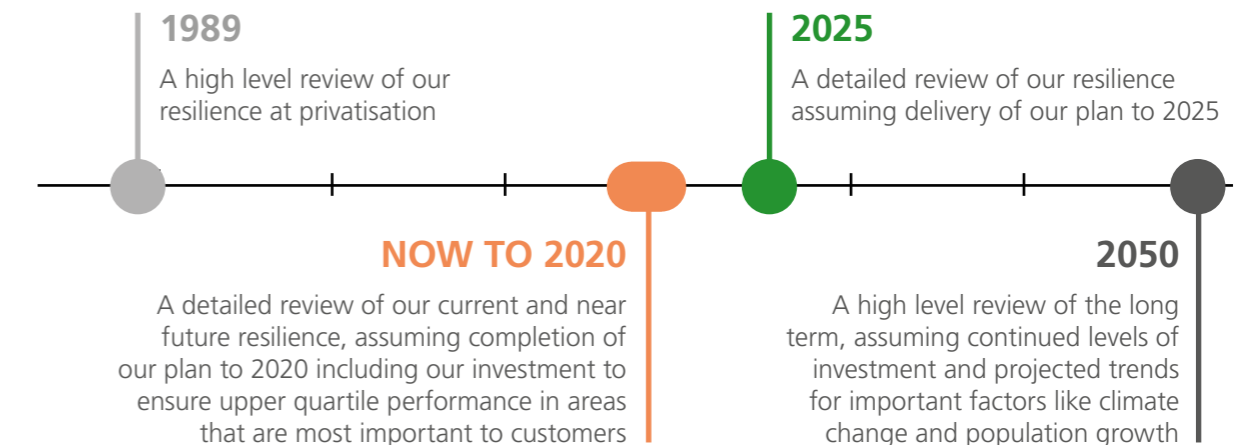 1989
A high level review of our
resilience at privatisation
2025
A detailed review of our resilience
assuming delivery of our plan to 2025
NOW TO 2020
A detailed review of our current and near
future resilience, assuming completion of
our plan to 2020 including our investment to
ensure upper quartile performance in areas
that are most important to customers
2050
A high level review of the long
term, assuming continued levels of
investment and projected trends
for important factors like climate
change and population growth